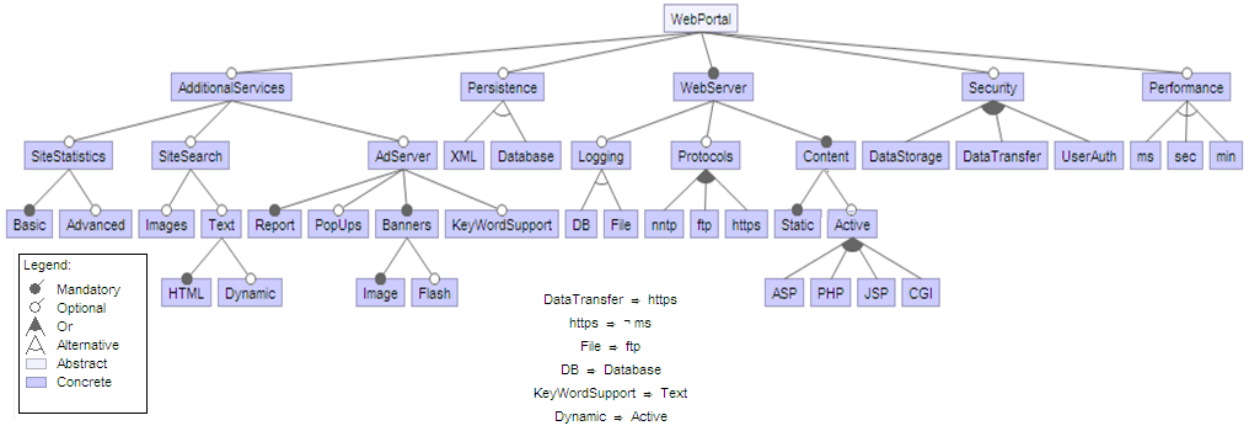 WebPortal
AdditionalServices Persistence WebServer Security Performance
SiteStatistics SiteSearch AdServer XML Database Logging Protocols Content DataStorage DataTransfer UserAuth ms sec min
Basic Advanced Images Text Report PopUps Banners KeyWordSupport DB File nntp ftp https Static Active
HTML Dynamic Image Flash ASP PHP JSP CGI
Legend:
Mandatory
Optional
Or
Alternative
Abstract
Concrete
DataTransfer ⇒ https
https ⇒ ¬ ms
File ⇒ ftp
DB ⇒ Database
KeyWordSupport ⇒ Text
Dynamic ⇒ Active